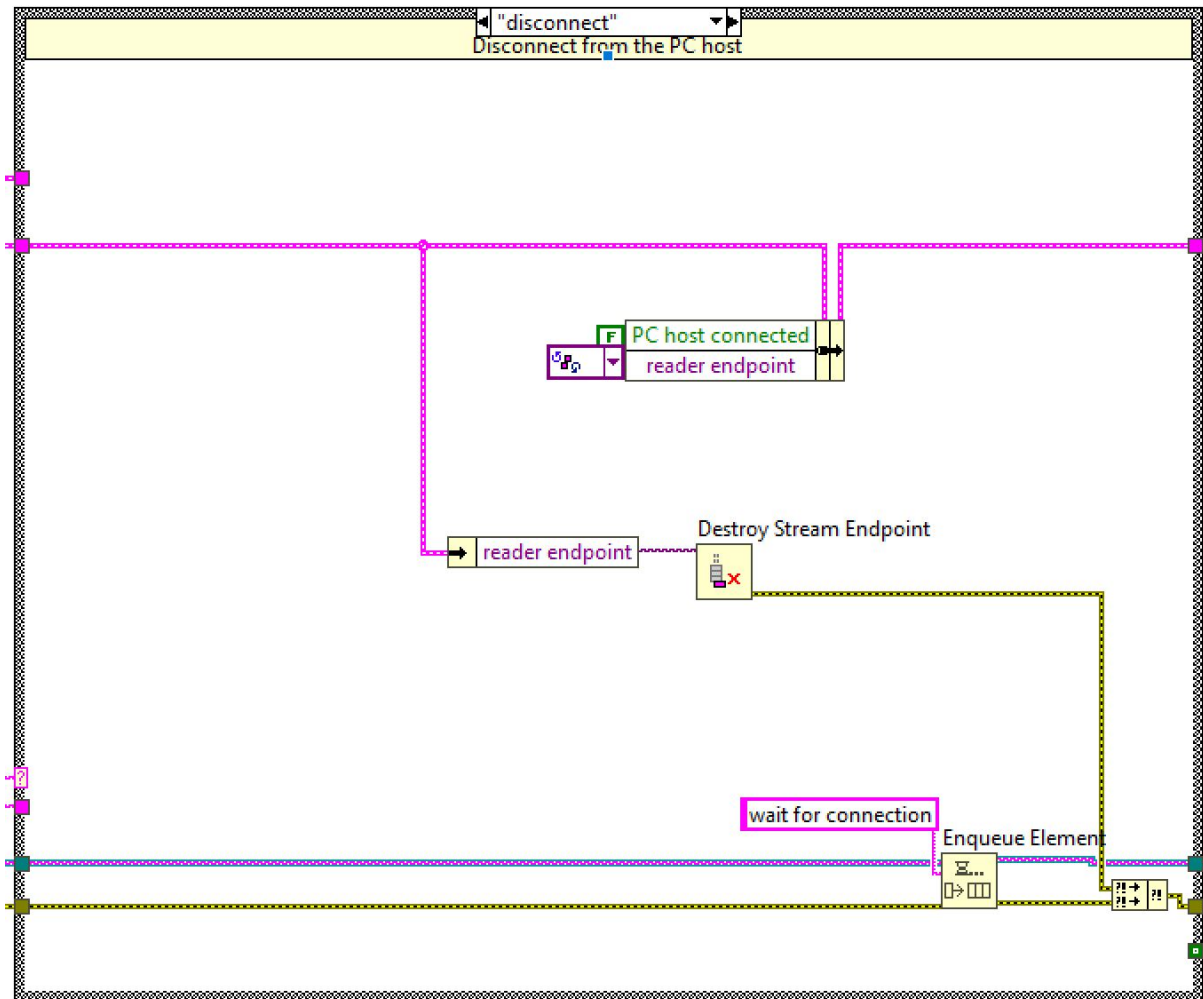 "disconnect"
Disconnect from the PC host
F
PC host connected
reader endpoint
Destroy Stream Endpoint
reader endpoint
?
wait for connection
Enqueue Element
?! ?!
?!